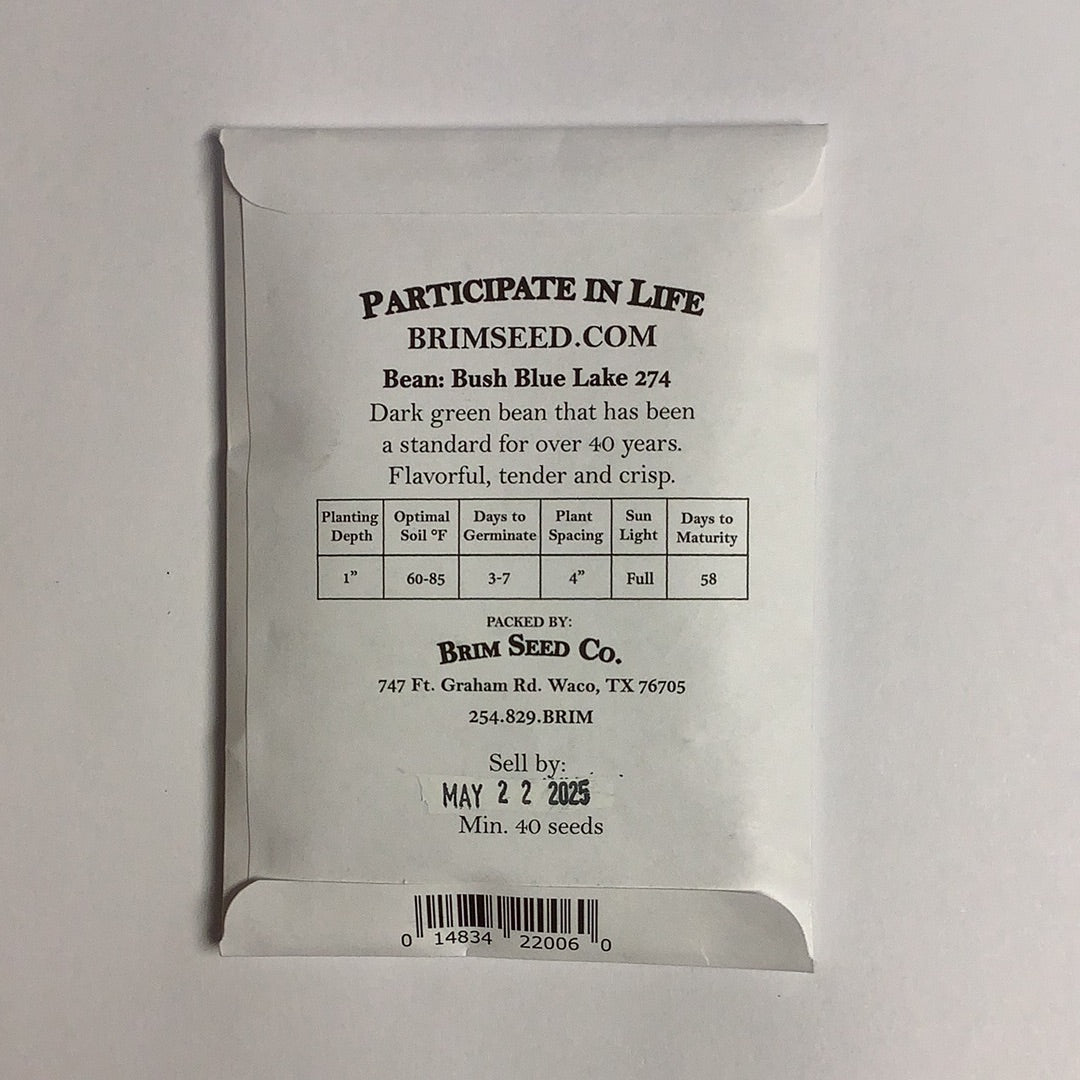 PARTICIPATE IN LIFE
BRIMSEED.COM
Bean: Bush Blue Lake 274
Dark green bean that has been
a standard for over 40 years.
Flavorful, tender and crisp.
Planting Depth Optimal Soil °F Days to Germinate Plant Spacing Sun Light Days to Maturity
1” 60-85 3-7 4” Full 58
PACKED BY:
BRIM SEED CO.
747 Ft. Graham Rd. Waco, TX 76705
254.829.BRIM
Sell by:
MAY 2 2 2025
Min. 40 seeds
0 14834 22006 0